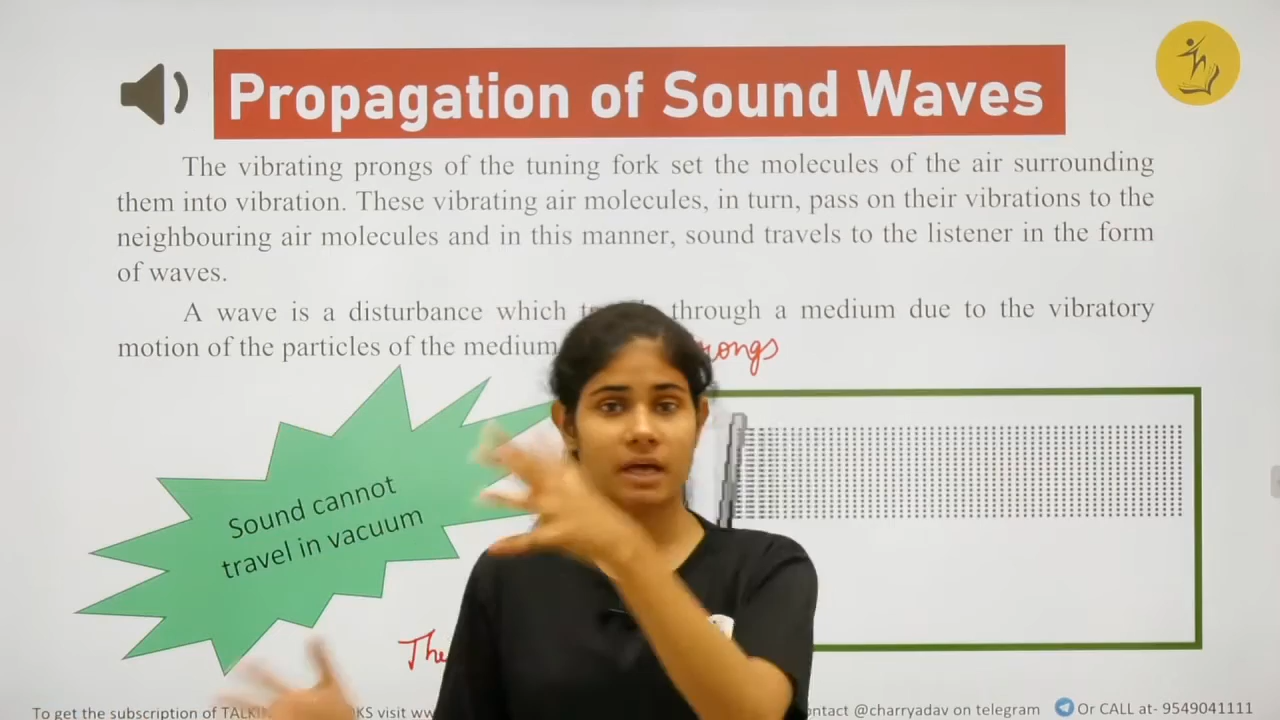 Propagation of Sound Waves
The vibrating prongs of the tuning fork set the molecules of the air surrounding
them into vibration. These vibrating air molecules, in turn, pass on their vibrations to the
neighbouring air molecules and in this manner, sound travels to the listener in the form
of waves.
A wave is a disturbance which through a medium due to the vibratory
motion of the particles of the medium
Sound cannot
travel in vacuum
The
To get the subscription of visit @charryadav on telegram Or CALL at- 9549041111